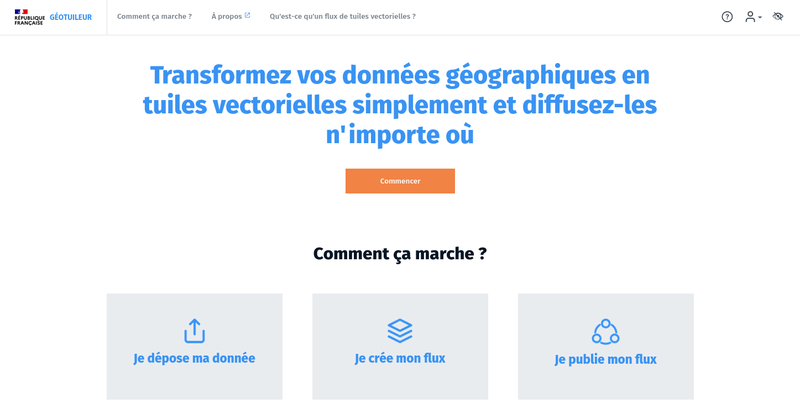 RÉPUBLIQUE
FRANÇAISE
GÉOTUILEUR
Comment ça marche ?
À propos
Qu'est-ce qu'un flux de tuiles vectorielles ?
Transformez vos données géographiques en
tuiles vectorielles simplement et diffusez-les
n'importe où
Commencer
Comment ça marche ?
Je dépose ma donnée
Je crée mon flux
Je publie mon flux